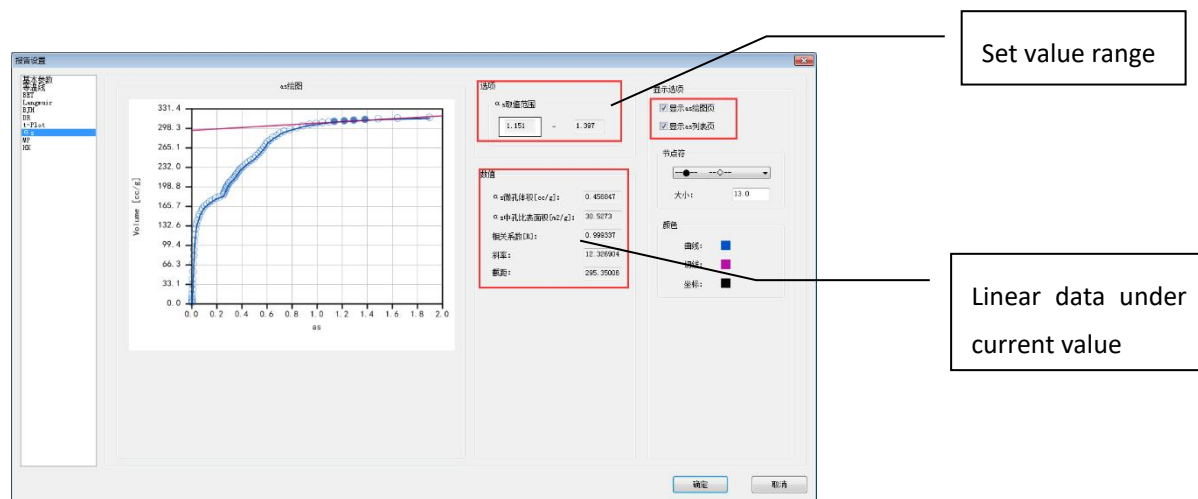 Set value range
报告设置
基本参数
等温线
BET
Langmuir
BJH
DR
t-Plot
αs
MP
HK
αs绘图
331.4
298.3
265.1
232.0
198.8
165.7
132.6
99.4
66.3
33.1
0.0
Volume [cc/g]
0.0 0.2 0.4 0.6 0.8 1.0 1.2 1.4 1.6 1.8 2.0
αs
选项
αs取值范围
1.151 - 1.397
数值
αs微孔体积[cc/g]: 0.456847
αs中孔比表面积[m2/g]: 30.5273
相关系数[R]: 0.999337
斜率: 12.326904
截距: 295.35006
显示选项
显示αs绘图页
显示αs列表页
节点符
大小: 13.0
颜色
曲线:
切线:
坐标:
确定 取消
Linear data under
current value